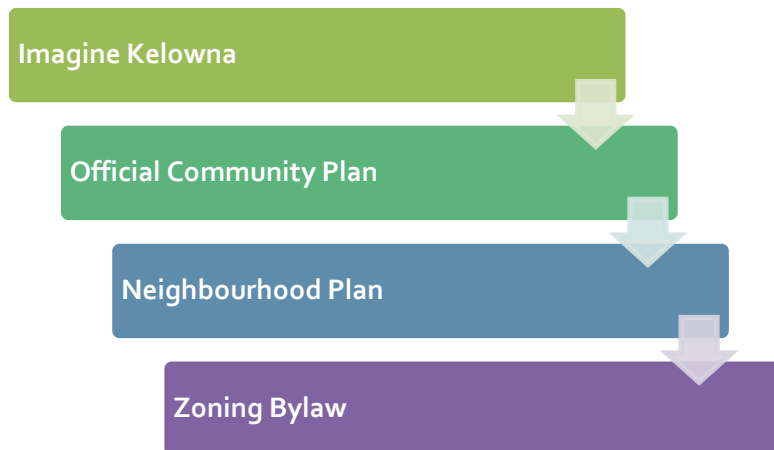 Imagine Kelowna
Official Community Plan
Neighbourhood Plan
Zoning Bylaw